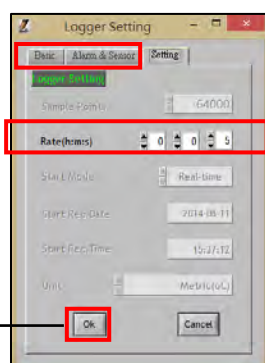 Logger Setting
Basic Alarm & Sensor Setting
Logger Setting
Sample Points 64000
Rate(h:m:s) 0 0 5
Start Mode Real-time
Start Rec Date 2014-08-11
Start Rec Time 15:37:12
Unit Metric(oC)
Ok Cancel